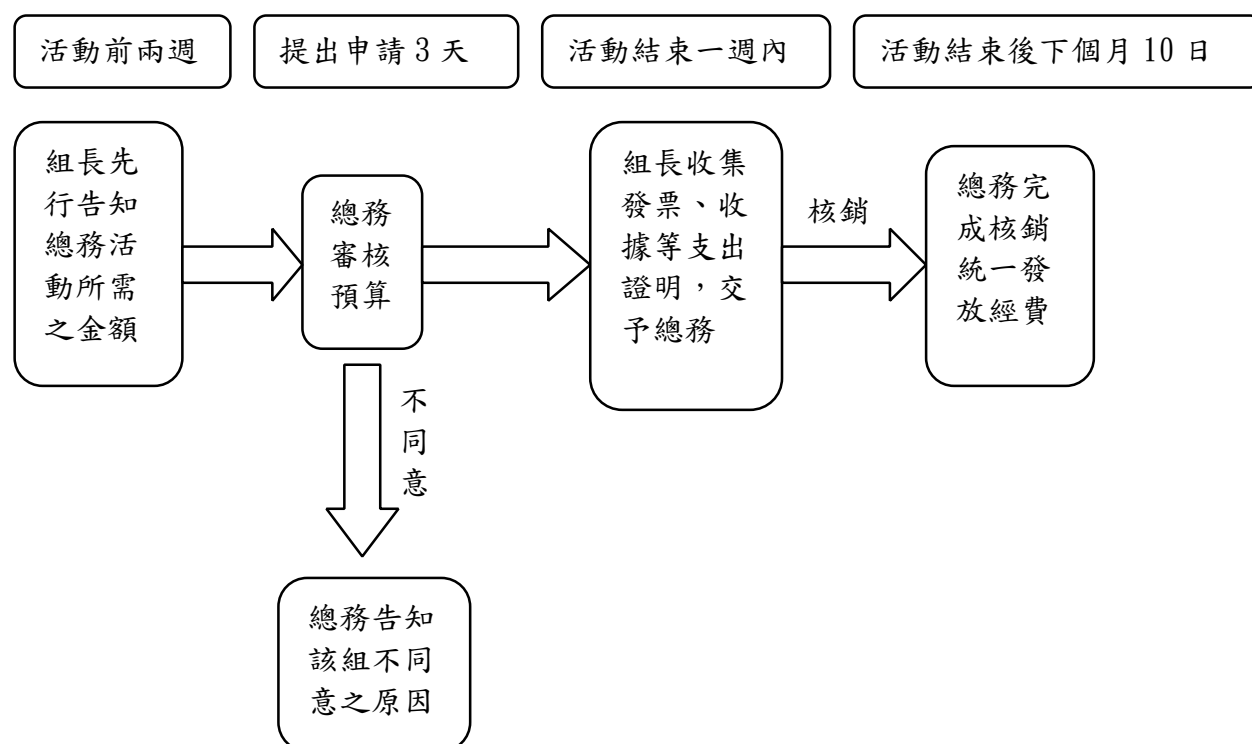 活動前兩週
提出申請3天
活動結束一週內
活動結束後下個月10日
組長先
行告知
總務活
動所需
之金額
總務
審核
預算
組長收集
發票、收
據等支出
證明，交
予總務
核銷
總務完
成核銷
統一發
放經費
不
同
意
總務告知
該組不同
意之原因